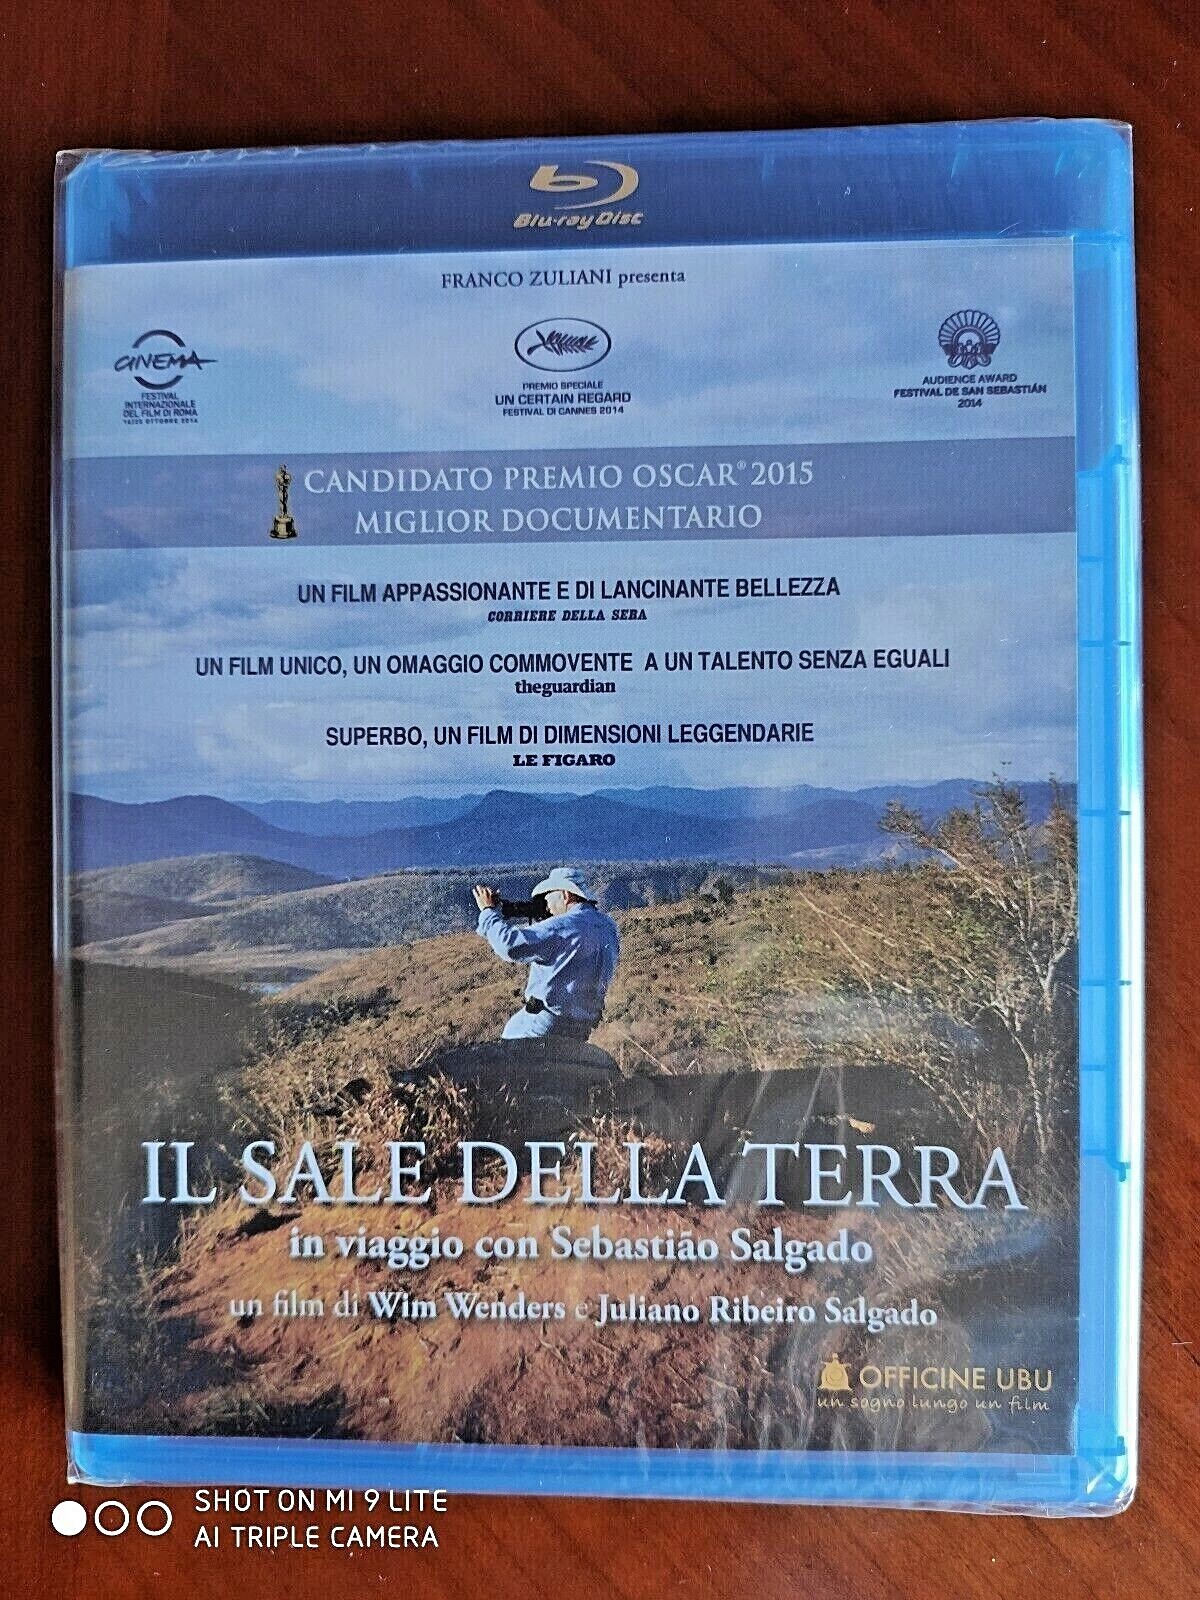 Blu-ray Disc
FRANCO ZULIANI presenta
CINEMA
FESTIVAL
INTERNAZIONALE
DEL FILM DI ROMA
16/25 OTTOBRE 2014
PREMIO SPECIALE
UN CERTAIN REGARD
FESTIVAL DI CANNES 2014
AUDIENCE AWARD
FESTIVAL DE SAN SEBASTIÁN
2014
CANDIDATO PREMIO OSCAR® 2015
MIGLIOR DOCUMENTARIO
UN FILM APPASSIONANTE E DI LANCINANTE BELLEZZA
CORRIERE DELLA SERA
UN FILM UNICO, UN OMAGGIO COMMOVENTE A UN TALENTO SENZA EGUALI
theguardian
SUPERBO, UN FILM DI DIMENSIONI LEGGENDARIE
LE FIGARO
IL SALE DELLA TERRA
in viaggio con Sebastião Salgado
un film di Wim Wenders e Juliano Ribeiro Salgado
OFFICINE UBU
un sogno lungo un film
SHOT ON MI 9 LITE
AI TRIPLE CAMERA